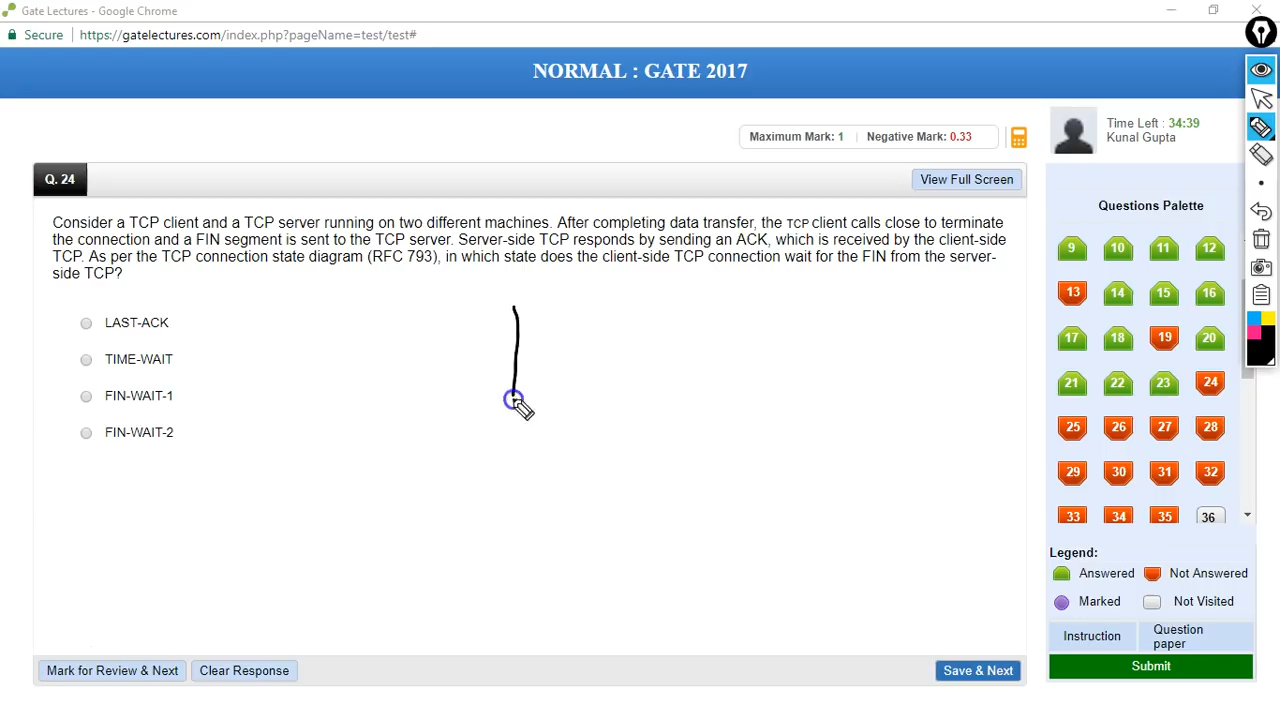 Gate Lectures - Google Chrome
Secure https://gatelectures.com/index.php?pageName=test/test#
NORMAL : GATE 2017
Maximum Mark: 1 | Negative Mark: 0.33
Time Left : 34:39
Kunal Gupta
Q. 24
View Full Screen
Consider a TCP client and a TCP server running on two different machines. After completing data transfer, the TCP client calls close to terminate
the connection and a FIN segment is sent to the TCP server. Server-side TCP responds by sending an ACK, which is received by the client-side
TCP. As per the TCP connection state diagram (RFC 793), in which state does the client-side TCP connection wait for the FIN from the server-
side TCP?
LAST-ACK
TIME-WAIT
FIN-WAIT-1
FIN-WAIT-2
Questions Palette
9 10 11 12
13 14 15 16
17 18 19 20
21 22 23 24
25 26 27 28
29 30 31 32
33 34 35 36
Legend:
Answered Not Answered
Marked Not Visited
Instruction
Question
paper
Mark for Review & Next
Clear Response
Save & Next
Submit